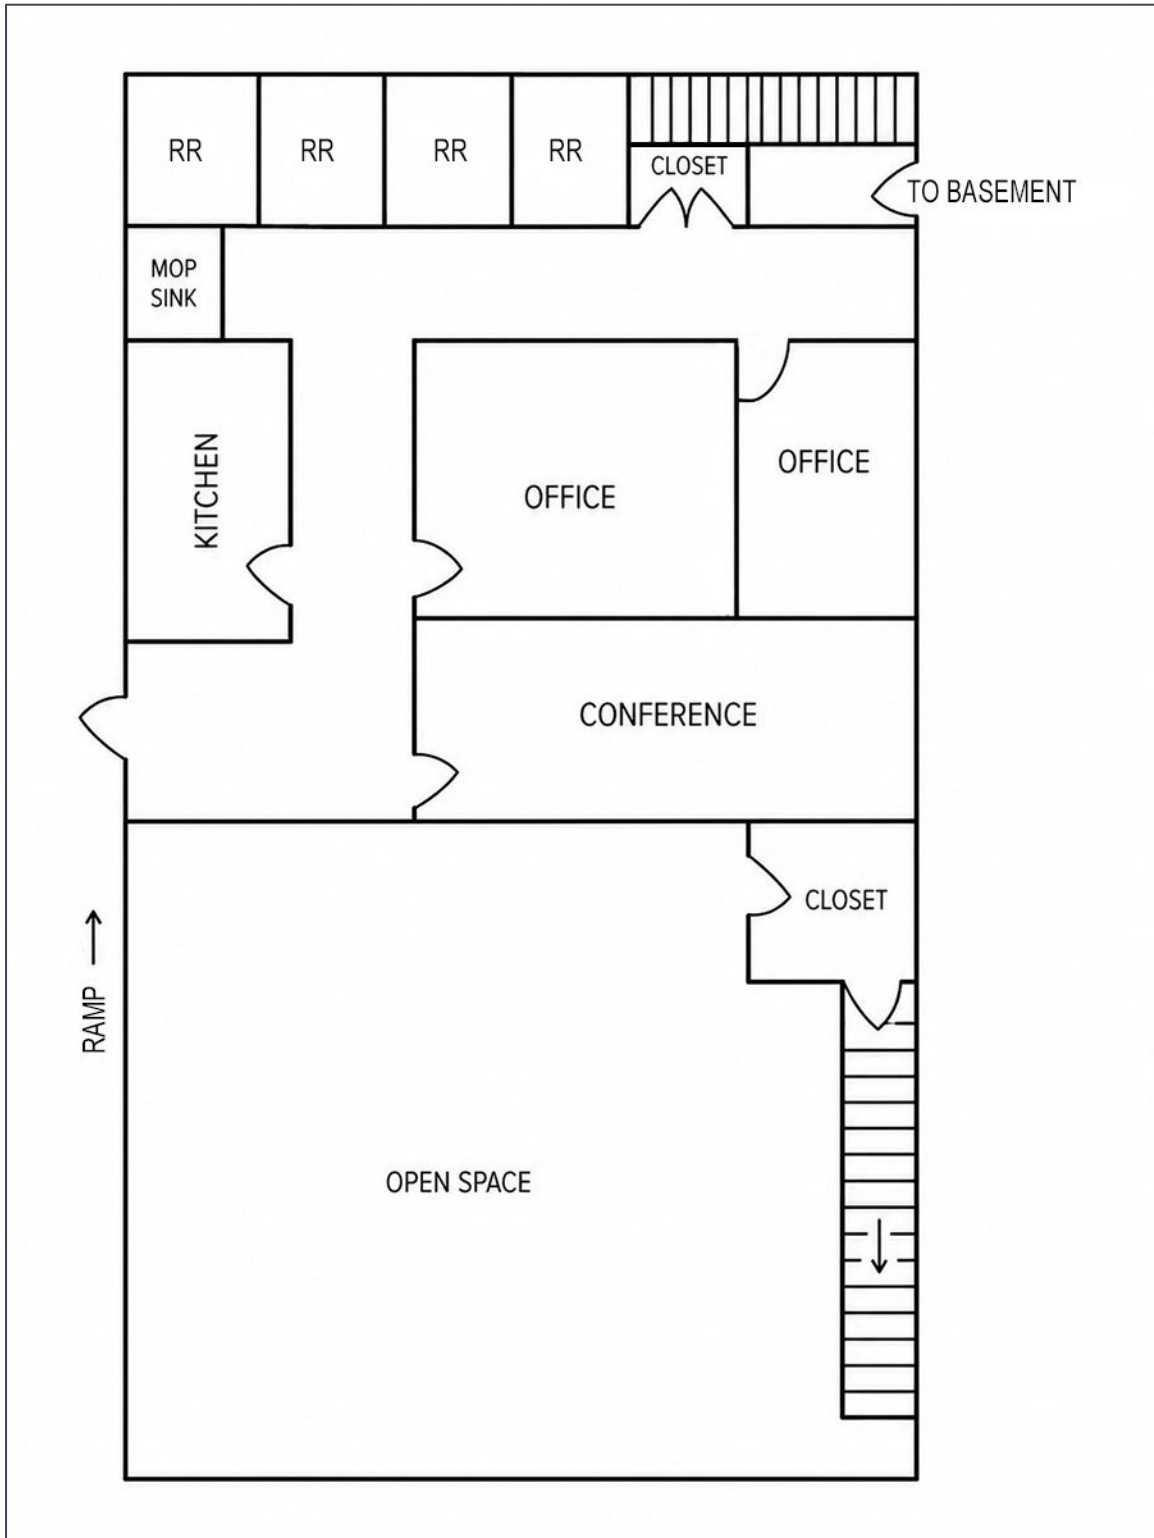 RR
RR
RR
RR
CLOSET
TO BASEMENT
MOP
SINK
KITCHEN
OFFICE
OFFICE
CONFERENCE
CLOSET
RAMP
OPEN SPACE